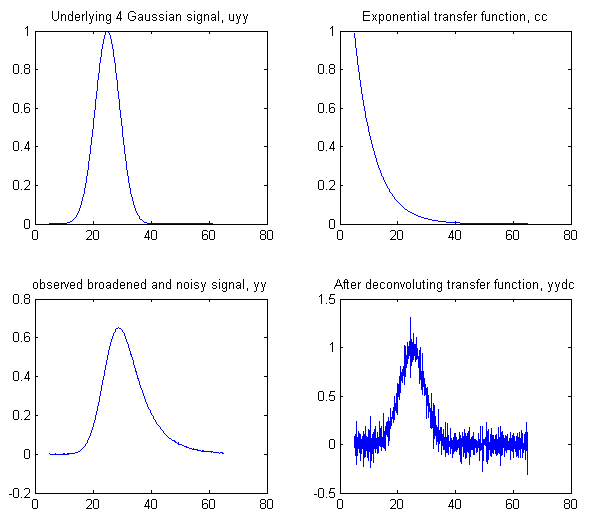 Underlying 4 Gaussian signal, uyy
1
0.8
0.6
0.4
0.2
0
0 20 40 60 80
Exponential transfer function, cc
1
0.8
0.6
0.4
0.2
0
0 20 40 60 80
observed broadened and noisy signal, yy
0.8
0.6
0.4
0.2
0
-0.2
0 20 40 60 80
After deconvoluting transfer function, yydc
1.5
1
0.5
0
-0.5
0 20 40 60 80